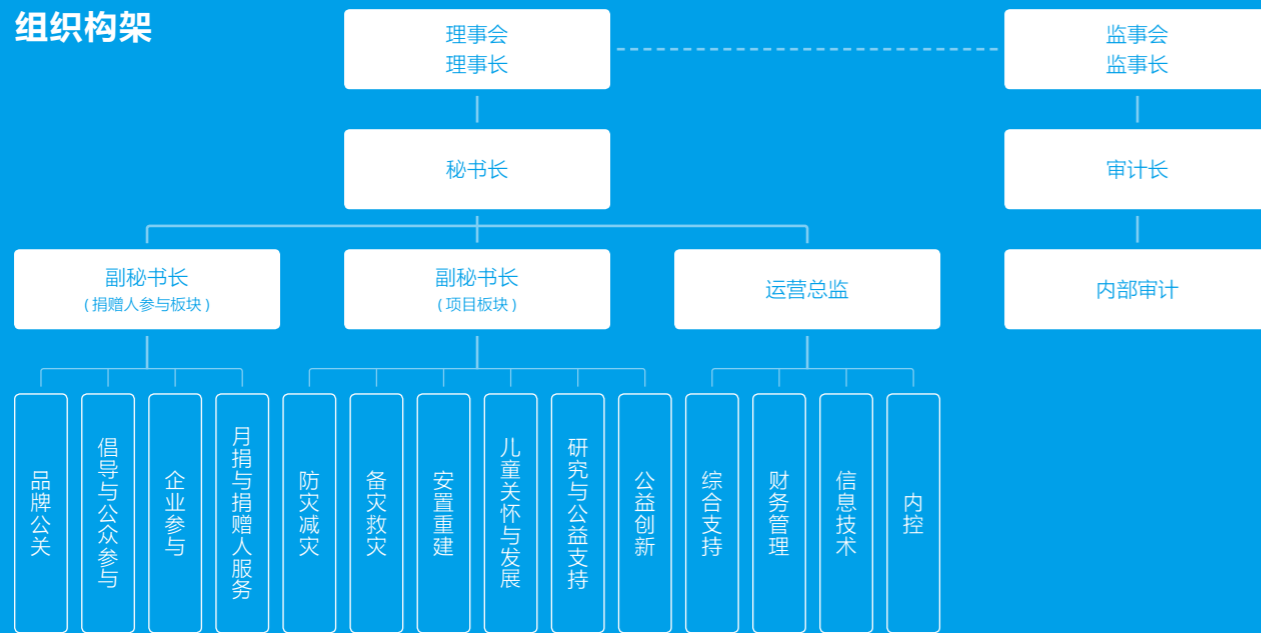 组织构架
理事会
理事长
监事会
监事长
秘书长
审计长
副秘书长
(捐赠人参与板块)
副秘书长
(项目板块)
运营总监
内部审计
品牌公关
倡导与公众参与
企业参与
月捐与捐赠人服务
防灾减灾
备灾救灾
安置重建
儿童关怀与发展
研究与公益支持
公益创新
综合支持
财务管理
信息技术
内控